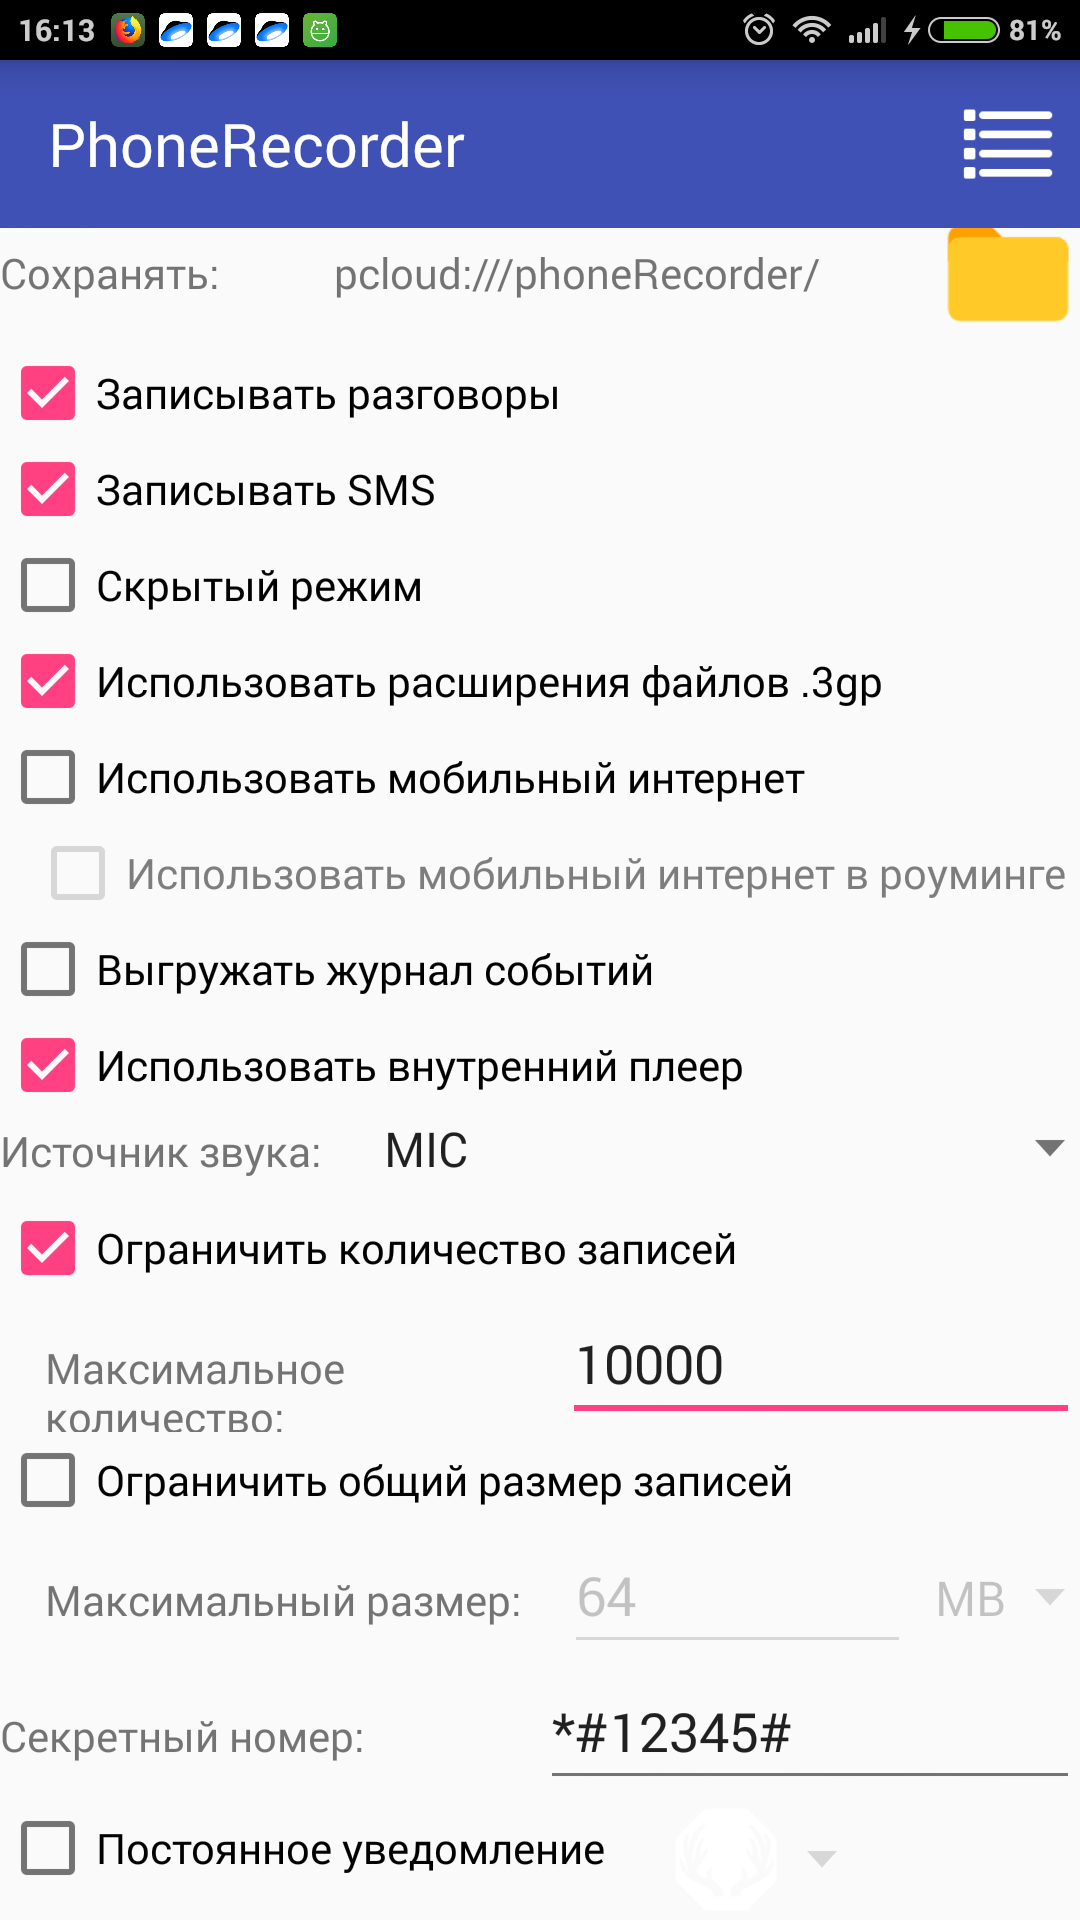 16:13 81%
PhoneRecorder
Сохранять: pcloud:///phoneRecorder/
Записывать разговоры
Записывать SMS
Скрытый режим
Использовать расширения файлов .3gp
Использовать мобильный интернет
Использовать мобильный интернет в роуминге
Выгружать журнал событий
Использовать внутренний плеер
Источник звука: MIC
Ограничить количество записей
Максимальное 10000
количество:
Ограничить общий размер записей
Максимальный размер: 64 MB
Секретный номер: *#12345#
Постоянное уведомление